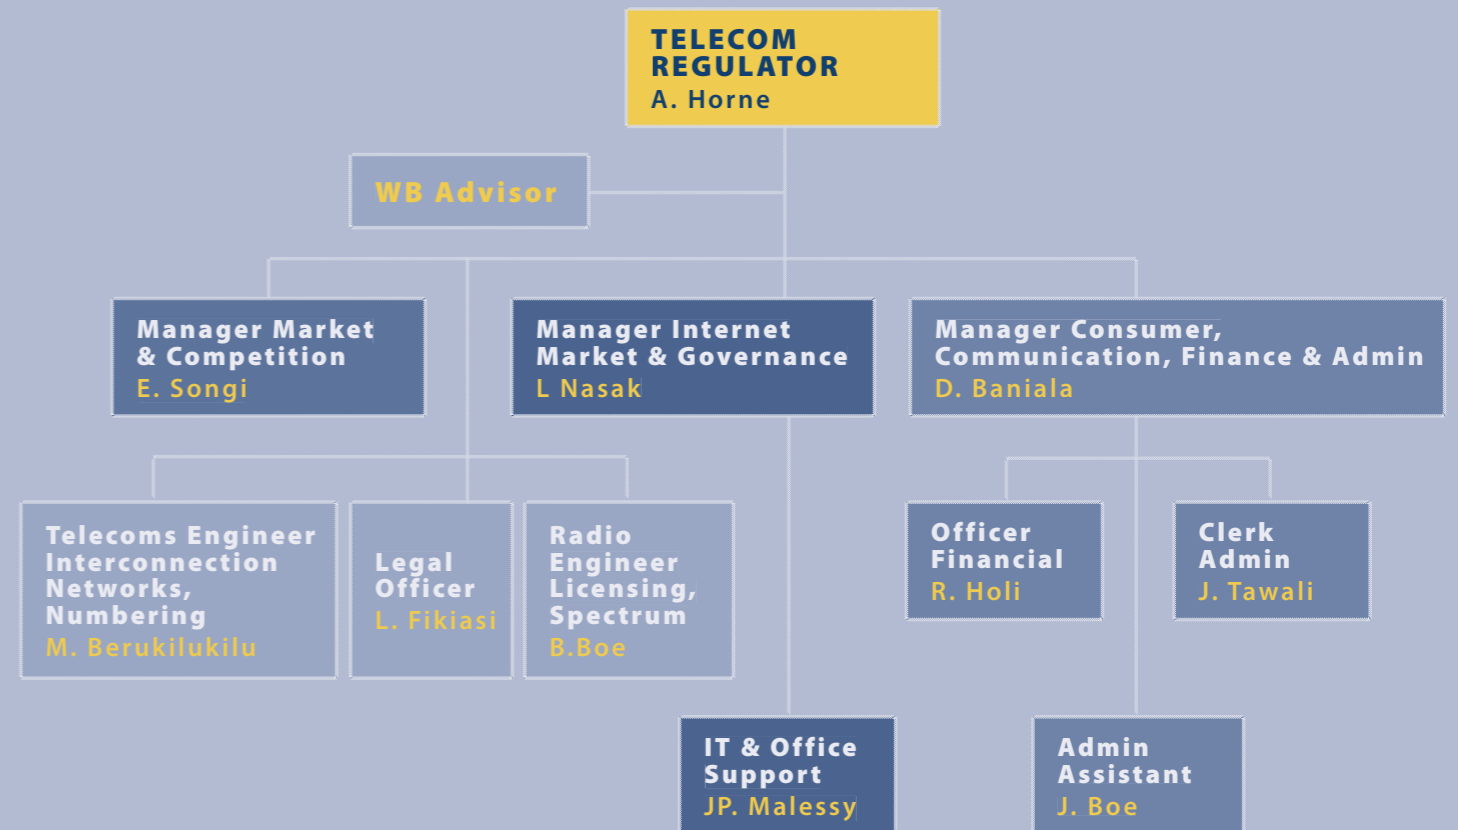 TELECOM
REGULATOR
A. Horne
WB Advisor
Manager Market
& Competition
E. Songi
Manager Internet
Market & Governance
L Nasak
Manager Consumer,
Communication, Finance & Admin
D. Baniala
Telecoms Engineer
Interconnection
Networks,
Numbering
M. Berukilukilu
Legal
Officer
L. Fikiasi
Radio
Engineer
Licensing,
Spectrum
B.Boe
Officer
Financial
R. Holi
Clerk
Admin
J. Tawali
IT & Office
Support
JP. Malessy
Admin
Assistant
J. Boe